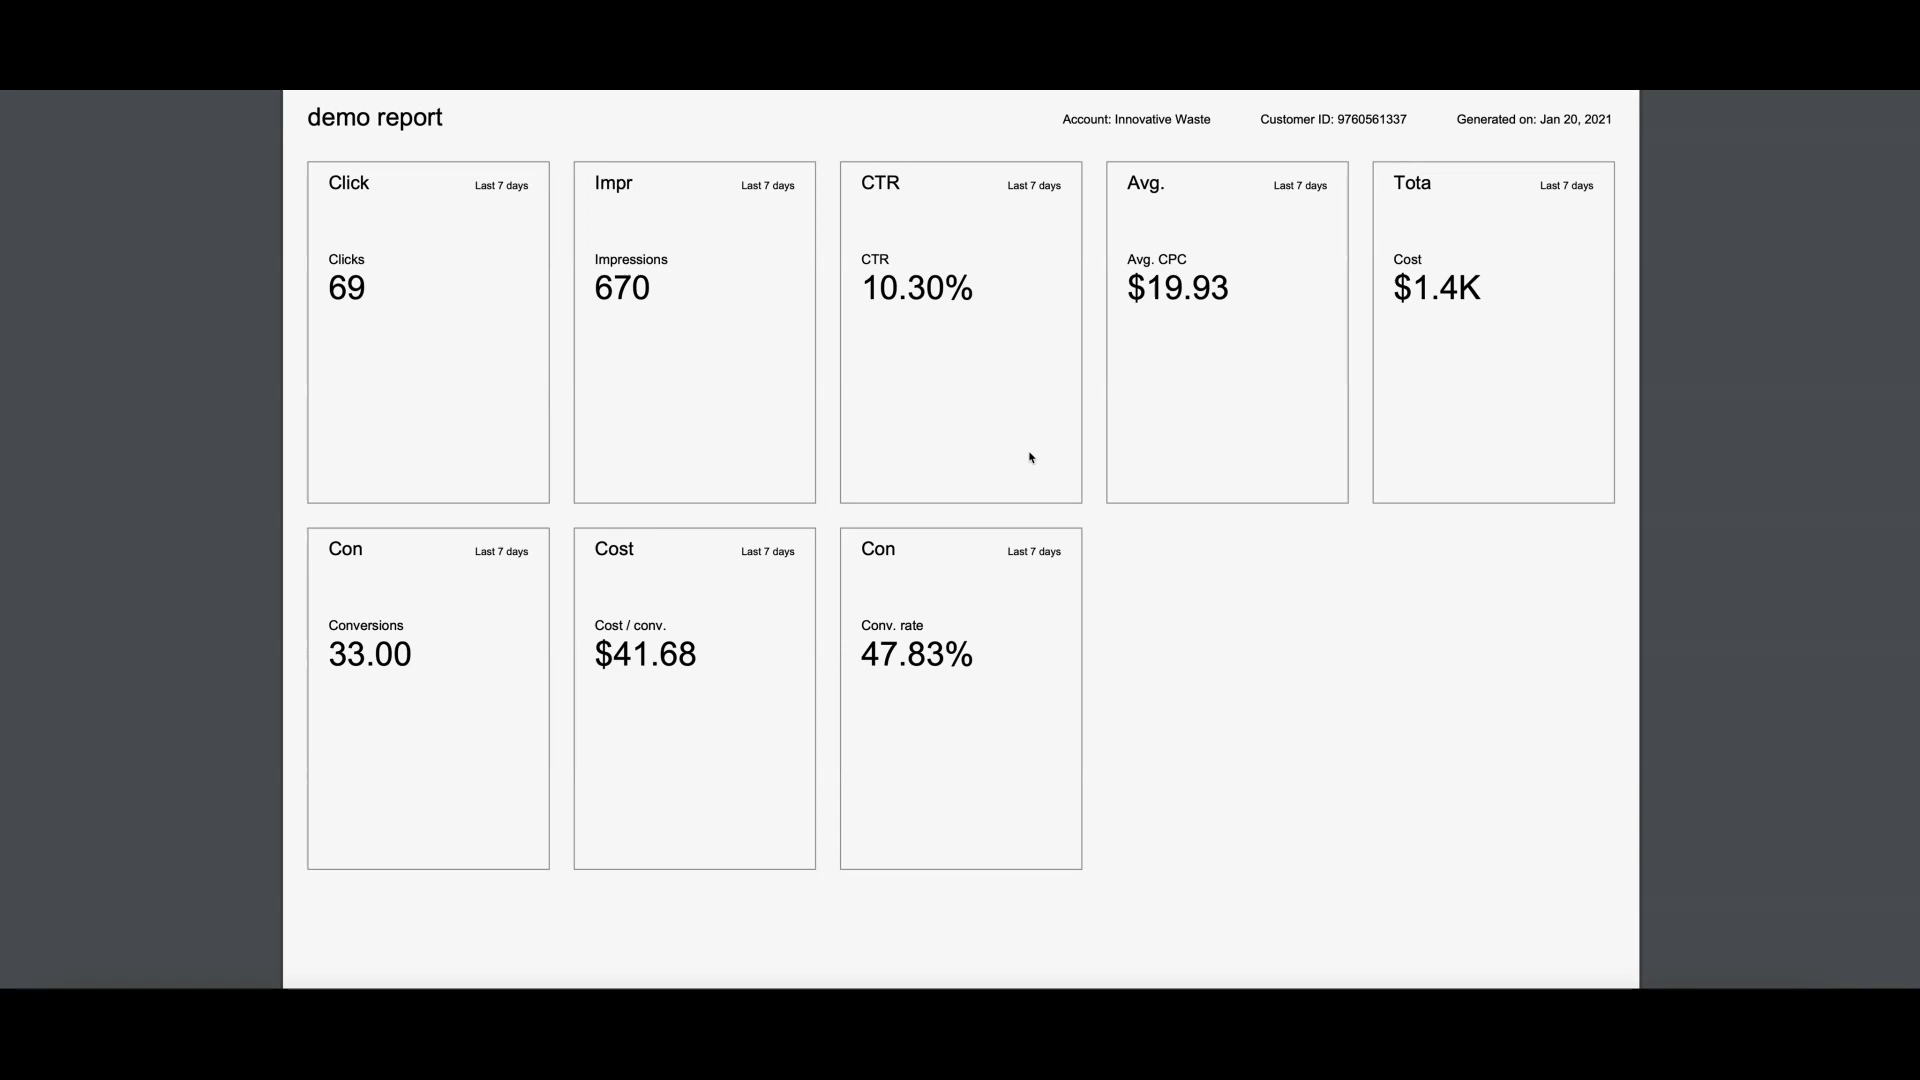 demo report
Account: Innovative Waste
Customer ID: 9760561337
Generated on: Jan 20, 2021
Click
Last 7 days
Clicks
69
Impr
Last 7 days
Impressions
670
CTR
Last 7 days
CTR
10.30%
Avg.
Last 7 days
Avg. CPC
$19.93
Tota
Last 7 days
Cost
$1.4K
Con
Last 7 days
Conversions
33.00
Cost
Last 7 days
Cost / conv.
$41.68
Con
Last 7 days
Conv. rate
47.83%